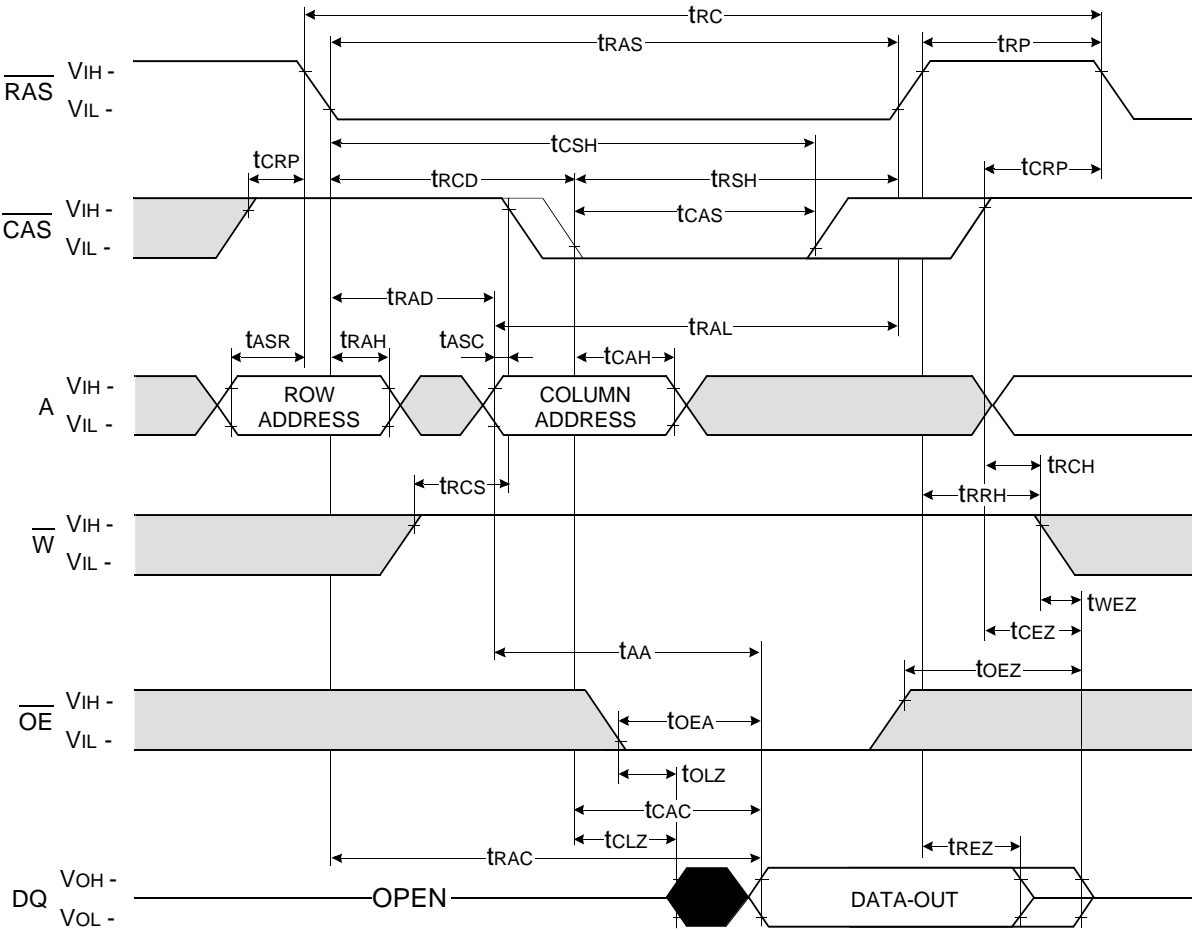 tRC
tRAS
tRP
RAS
VIH -
VIL -
tCSH
tCRP
tRCD
tRSH
tCRP
CAS
VIH -
VIL -
tCAS
tRAD
tRAL
tASR
tRAH
tASC
tCAH
A
VIH -
VIL -
ROW
ADDRESS
COLUMN
ADDRESS
tRCH
tRCS
tRRH
W
VIH -
VIL -
tWEZ
tCEZ
tAA
tOEZ
OE
VIH -
VIL -
tOEA
tOLZ
tCAC
tCLZ
tREZ
tRAC
DQ
VOH -
VOL -
OPEN
DATA-OUT